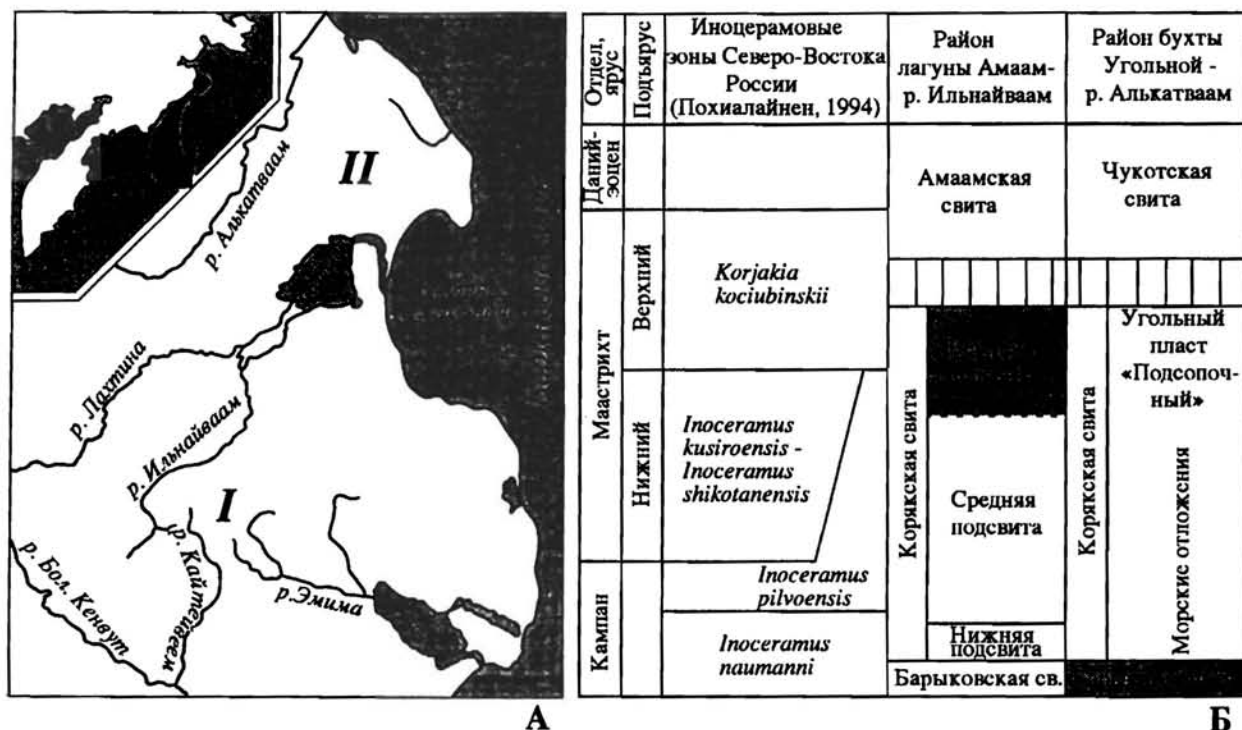 р. Алькатваам
II
р. Лахтина
р. Ильнайваам
I
р. Бол. Кенвут
р. Кайтейвеем
р.Эмима
А
Отдел,
ярус
Подъярус
Иноцерамовые
зоны Северо-Востока
России
(Похиалайнен, 1994)
Район
лагуны Амаам-
р. Ильнайваам
Район бухты
Угольной -
р. Алькатваам
Даний-
эоцен
Амаамская
свита
Чукотская
свита
Маастрихт
Верхний
Korjakia
kociubinskii
Нижний
Inoceramus
kusiroensis -
Inoceramus
shikotanensis
Кампан
Inoceramus
pilvoensis
Inoceramus
naumanni
Корякская свита
Средняя
подсвита
Нижняя
подсвита
Барыковская св.
Корякская свита
Угольный
пласт
«Подсопоч-
ный»
Морские отложения
Б